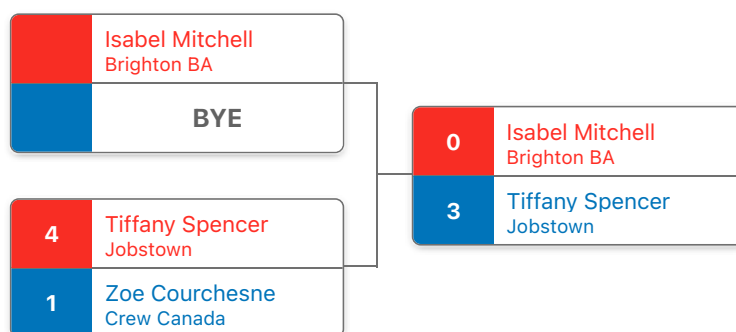 Isabel Mitchell
Brighton BA
BYE
4
Tiffany Spencer
Jobstown
1
Zoe Courchesne
Crew Canada
0
Isabel Mitchell
Brighton BA
3
Tiffany Spencer
Jobstown